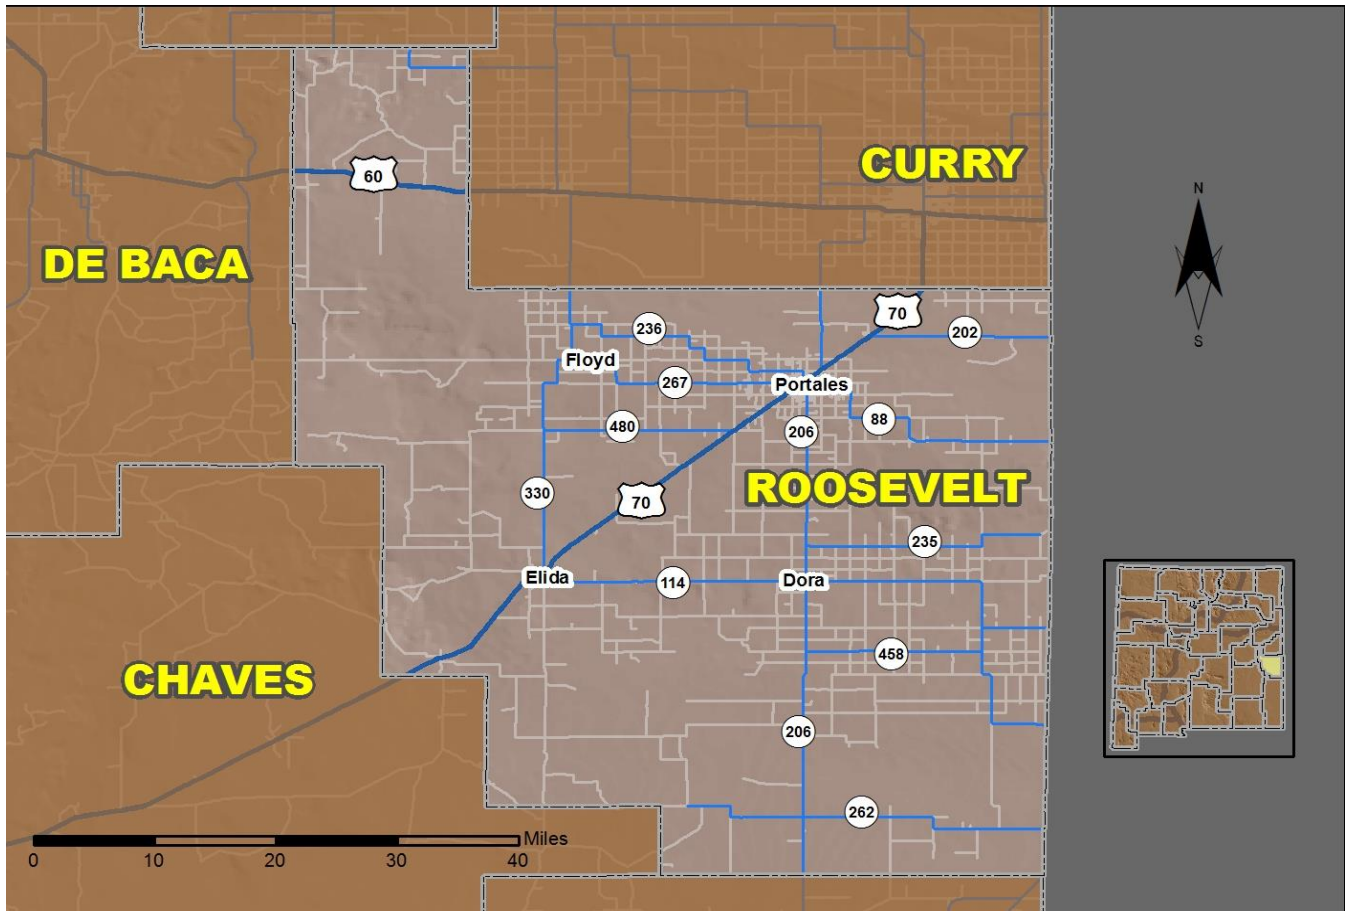 CURRY
60
N
DE BACA
S
70
236
202
Floyd
267
Portales
88
480
206
ROOSEVELT
330
70
235
Elida
114
Dora
458
CHAVES
206
262
Miles
0 10 20 30 40